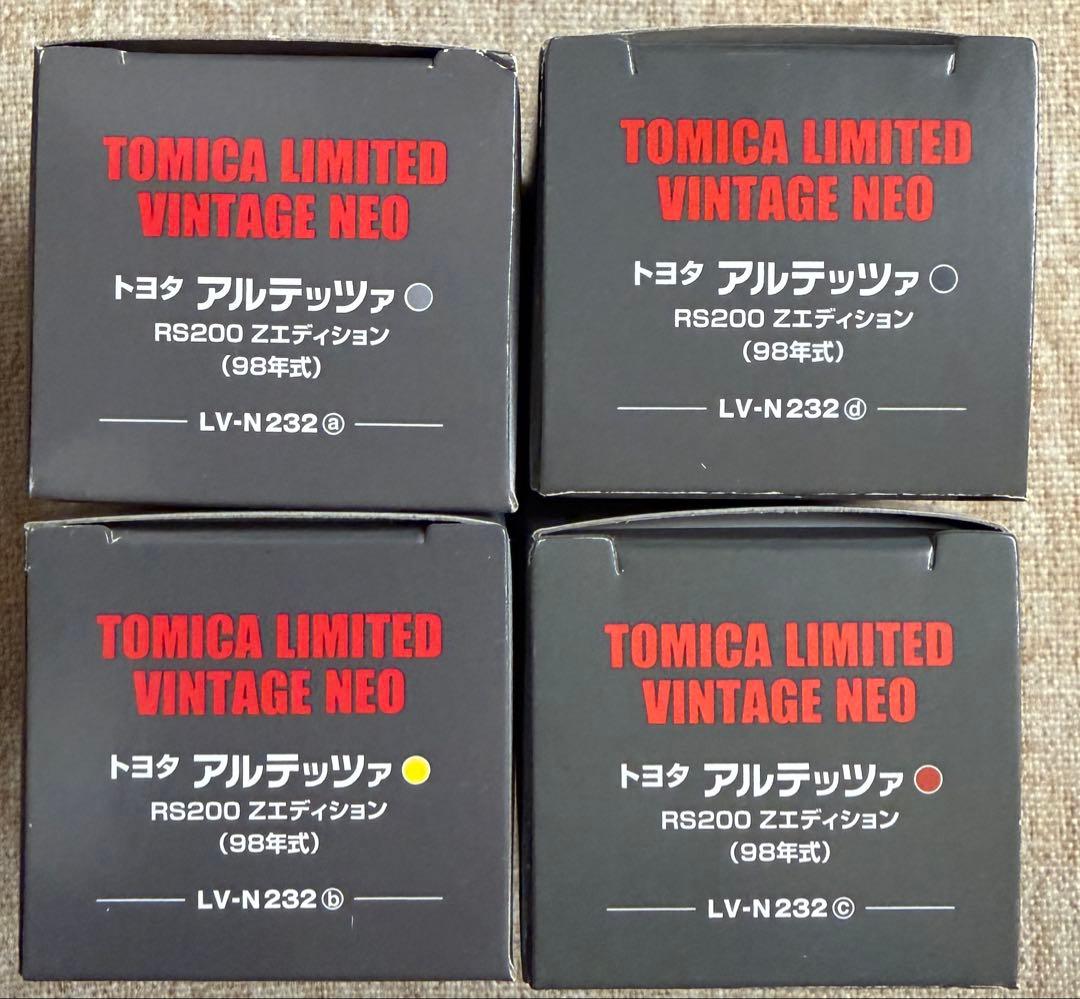 TOMICA LIMITED
VINTAGE NEO
トヨタ アルテッツァ
RS200 Zエディション
(98年式)
LV-N232ⓐ
TOMICA LIMITED
VINTAGE NEO
トヨタ アルテッツァ
RS200 Zエディション
(98年式)
LV-N232ⓓ
TOMICA LIMITED
VINTAGE NEO
トヨタ アルテッツァ
RS200 Zエディション
(98年式)
LV-N232ⓑ
TOMICA LIMITED
VINTAGE NEO
トヨタ アルテッツァ
RS200 Zエディション
(98年式)
LV-N232ⓒ